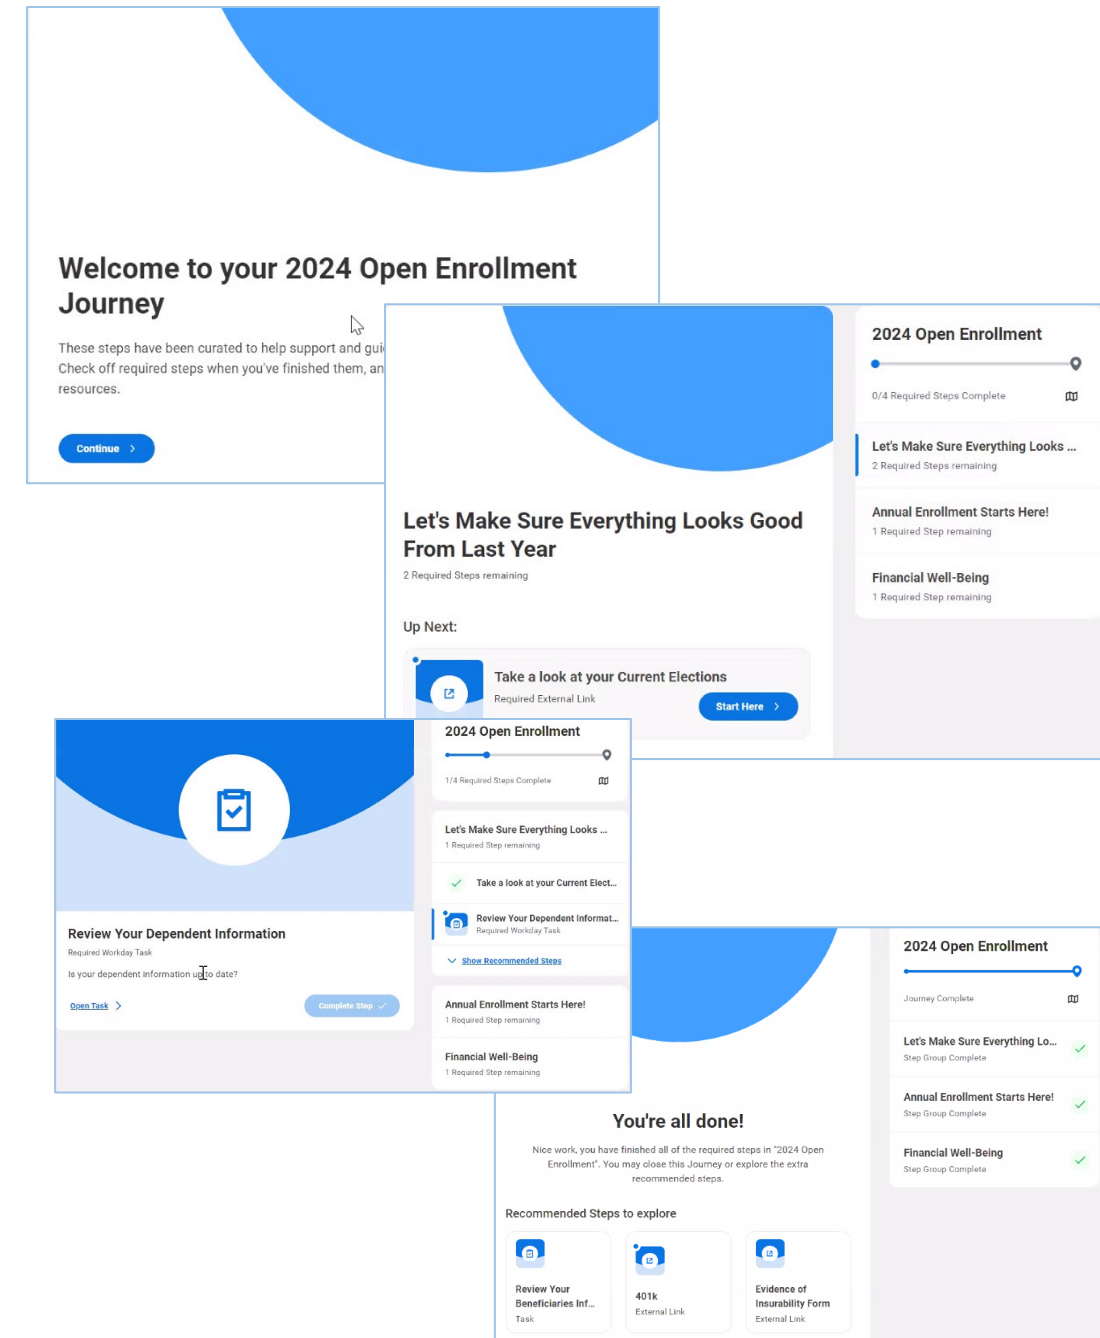 Welcome to your 2024 Open Enrollment
Journey
These steps have been curated to help support and
Check off required steps when you've finished them,
resources.
Continue
Let's Make Sure Everything Looks Good
From Last Year
2 Required Steps remaining
Up Next:
Take a look at your Current Elections
Required External Link
Start Here
2024 Open Enrollment
0/4 Required Steps Complete
Let's Make Sure Everything Looks ...
2 Required Steps remaining
Annual Enrollment Starts Here!
1 Required Step remaining
Financial Well-Being
1 Required Step remaining
Review Your Dependent Information
Required Workday Task
Is your dependent information up to date?
Open Task
Complete Step
2024 Open Enrollment
1/4 Required Steps Complete
Let's Make Sure Everything Looks ...
1 Required Step remaining
Take a look at your Current Elect...
Review Your Dependent Informat...
Required Workday Task
Show Recommended Steps
Annual Enrollment Starts Here!
1 Required Step remaining
Financial Well-Being
1 Required Step remaining
You're all done!
Nice work, you have finished all of the required steps in "2024 Open
Enrollment". You may close this Journey or explore the extra
recommended steps.
Recommended Steps to explore
Review Your
Beneficiaries Inf...
Task
401k
External Link
Evidence of
Insurability Form
External Link
2024 Open Enrollment
Journey Complete
Let's Make Sure Everything Lo...
Step Group Complete
Annual Enrollment Starts Here!
Step Group Complete
Financial Well-Being
Step Group Complete